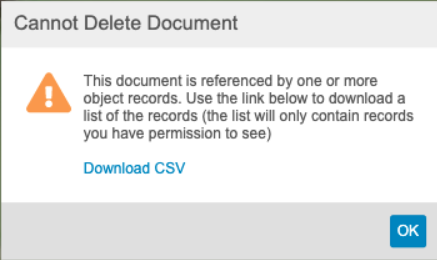 Cannot Delete Document
This document is referenced by one or more
object records. Use the link below to download a
list of the records (the list will only contain records
you have permission to see)
Download CSV
OK